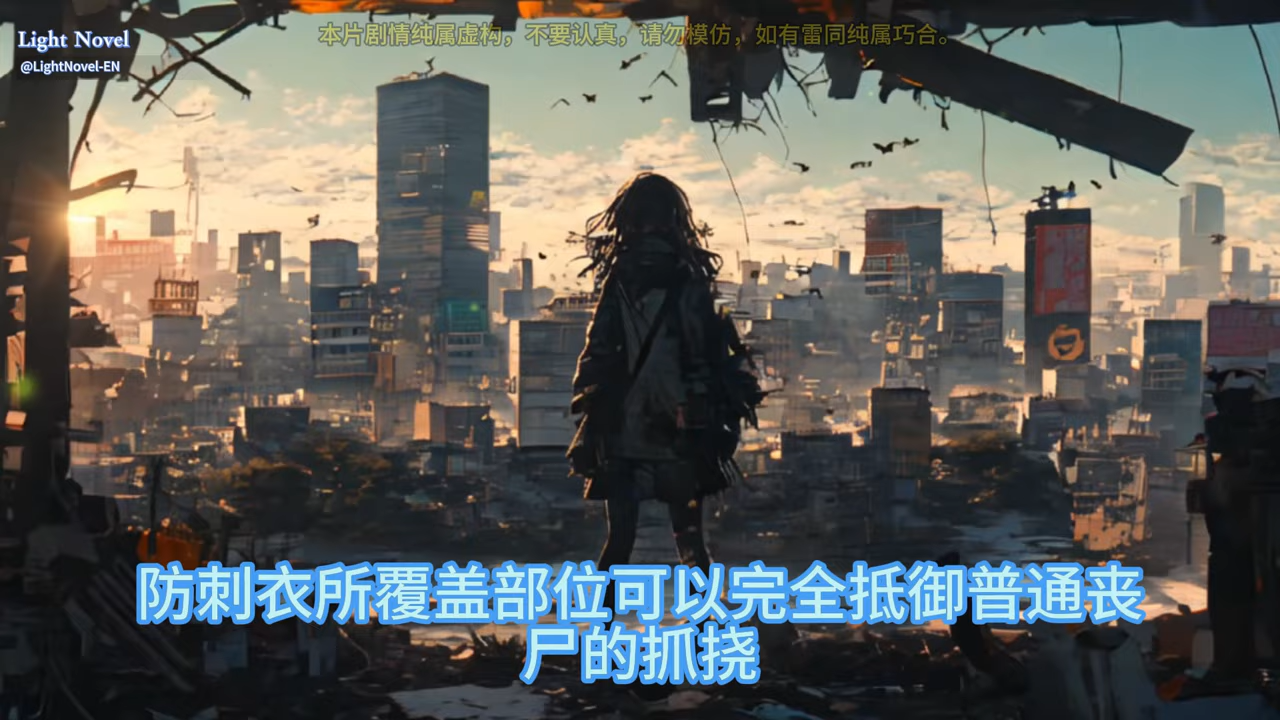 Light Novel
@LightNovel-EN
本片剧情纯属虚构，不要认真，请勿模仿，如有雷同纯属巧合。
防刺衣所覆盖部位可以完全抵御普通丧
尸的抓挠